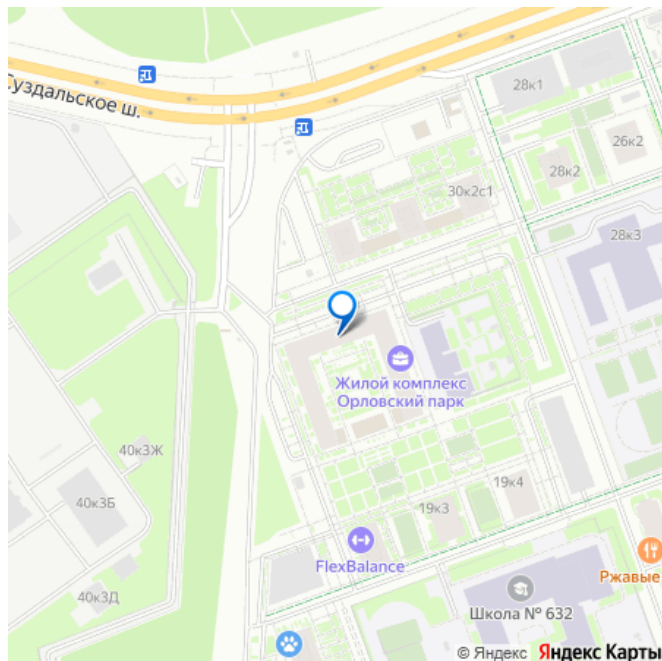 Суздальское ш.
28к1
26к2
28к2
30к2с1
28к3
Жилой комплекс
Орловский парк
40к3Ж
19к4
40к3Б
19к3
FlexBalance
Ржавые
40к3Д
Школа № 632
© Яндекс Яндекс Карты